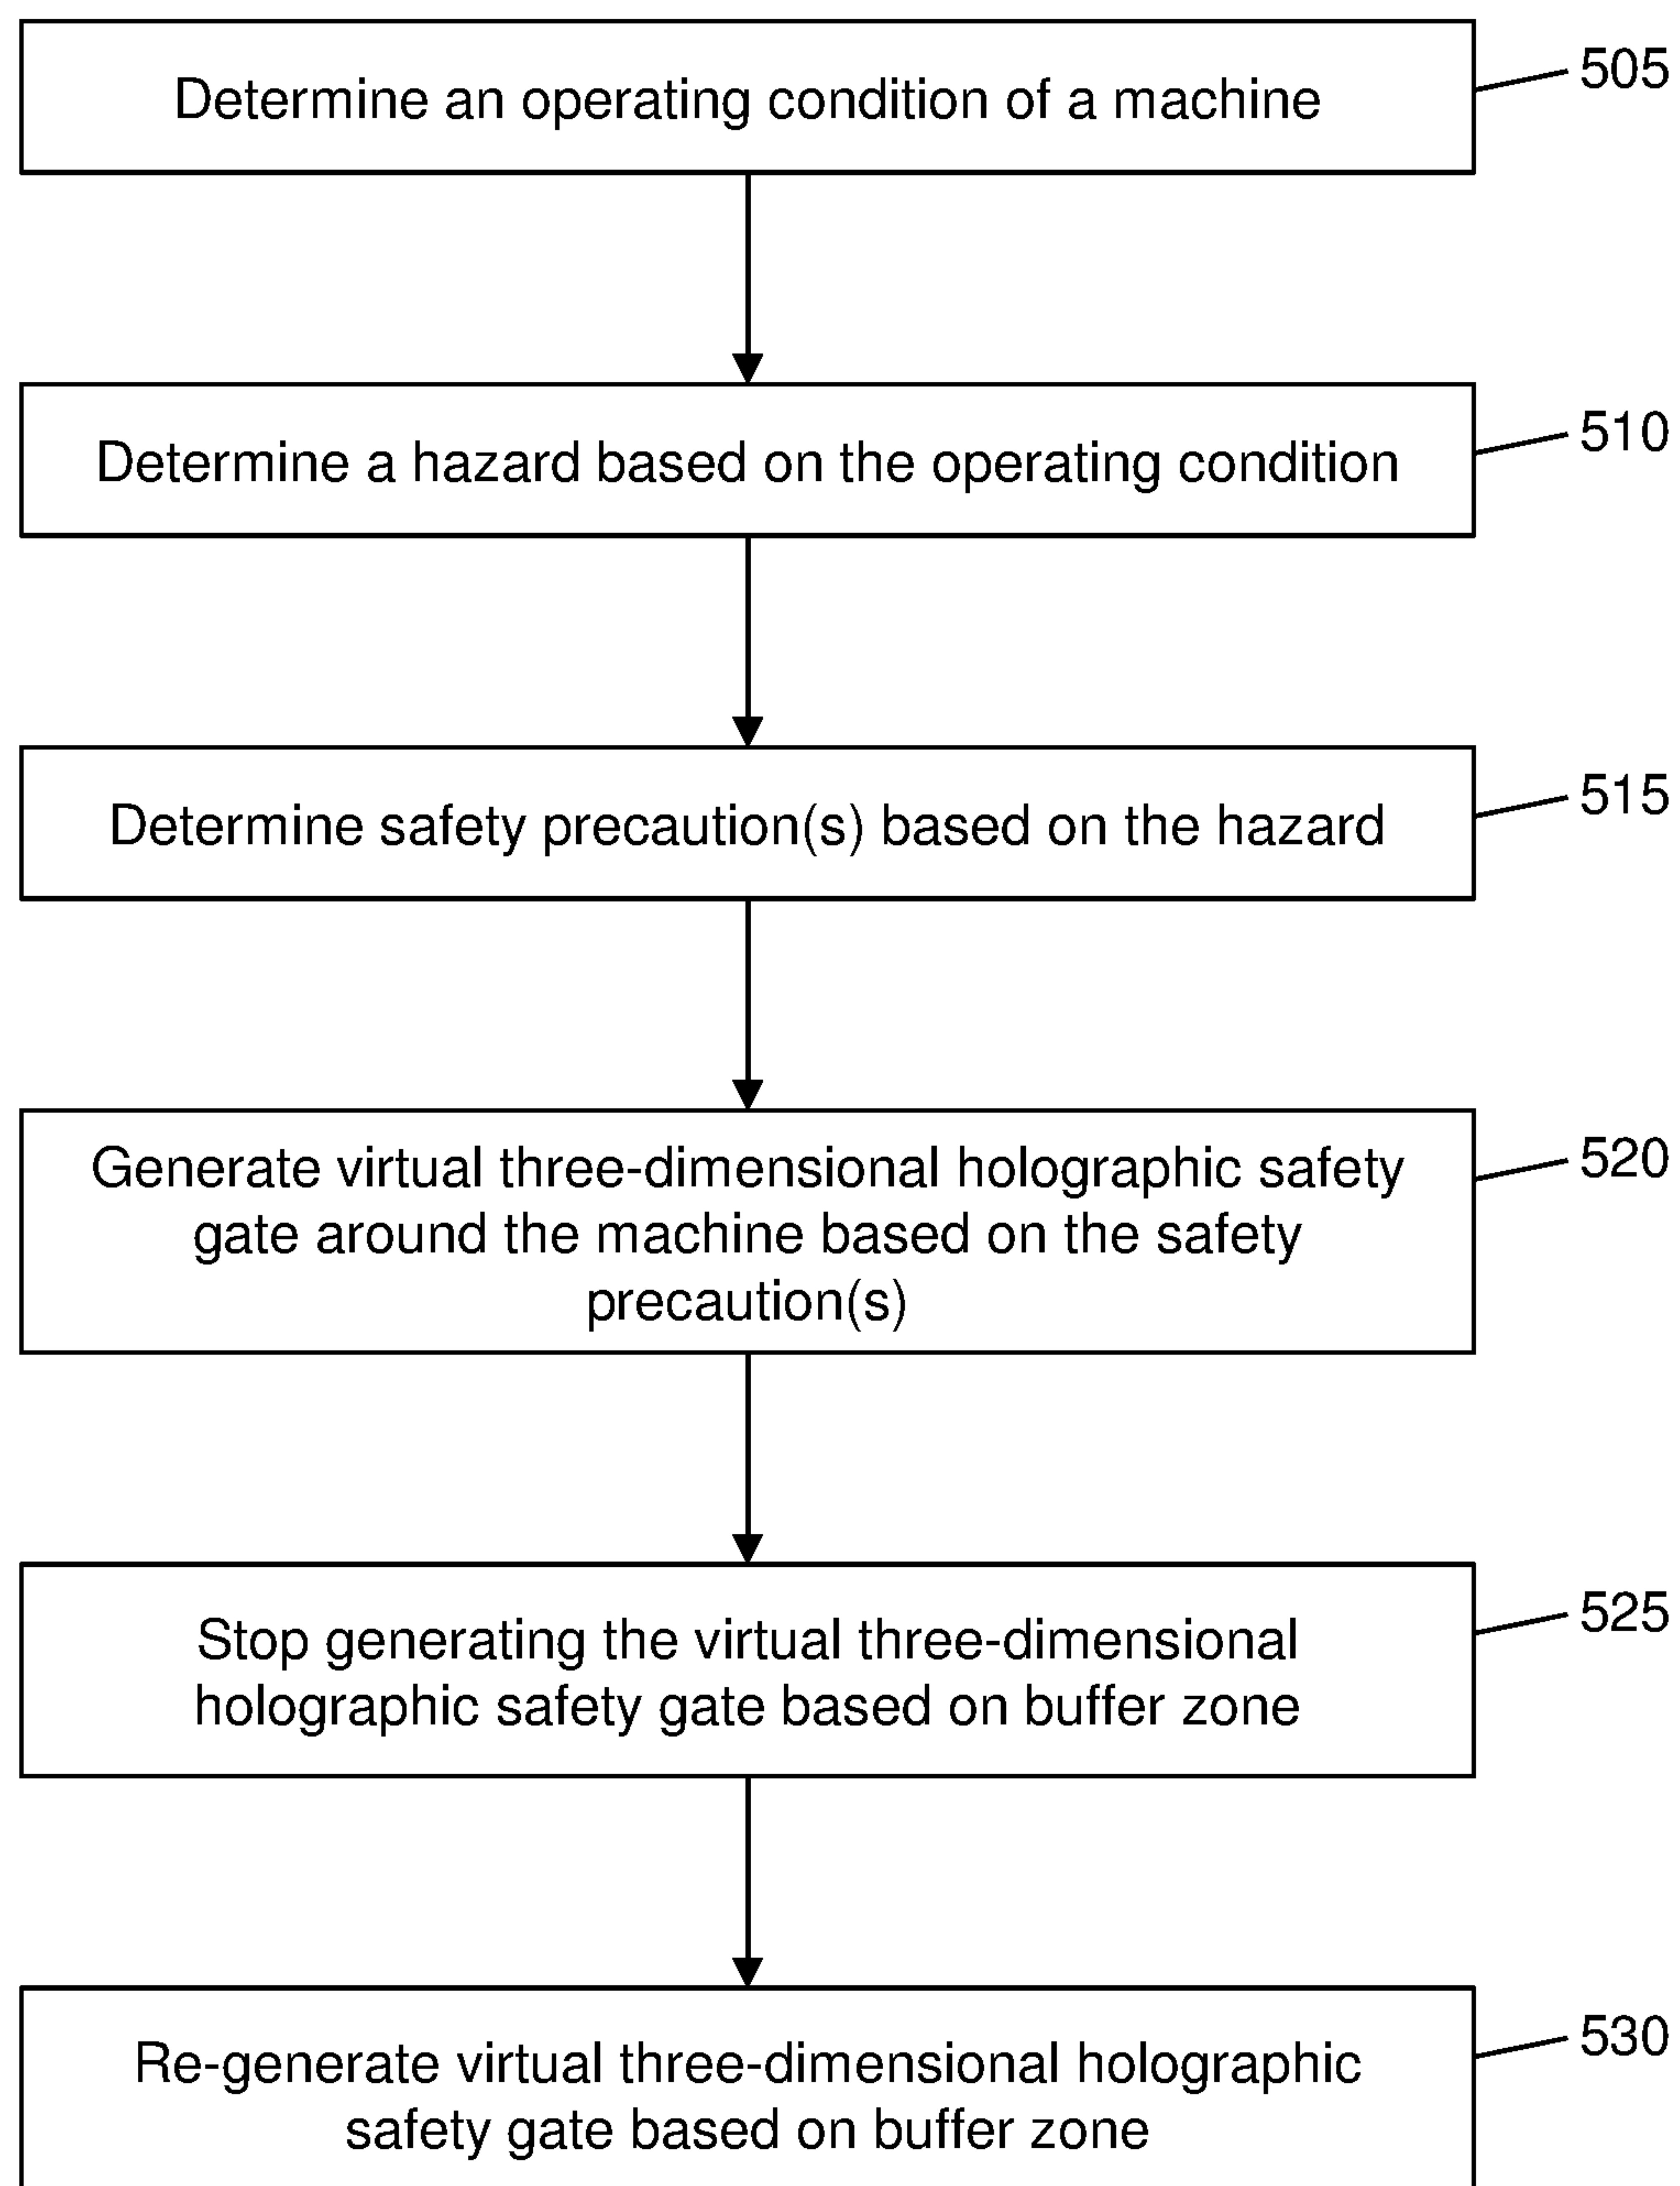 Determine an operating condition of a machine
505
Determine a hazard based on the operating condition
510
Determine safety precaution(s) based on the hazard
515
Generate virtual three-dimensional holographic safety
gate around the machine based on the safety
precaution(s)
520
Stop generating the virtual three-dimensional
holographic safety gate based on buffer zone
525
Re-generate virtual three-dimensional holographic
safety gate based on buffer zone
530